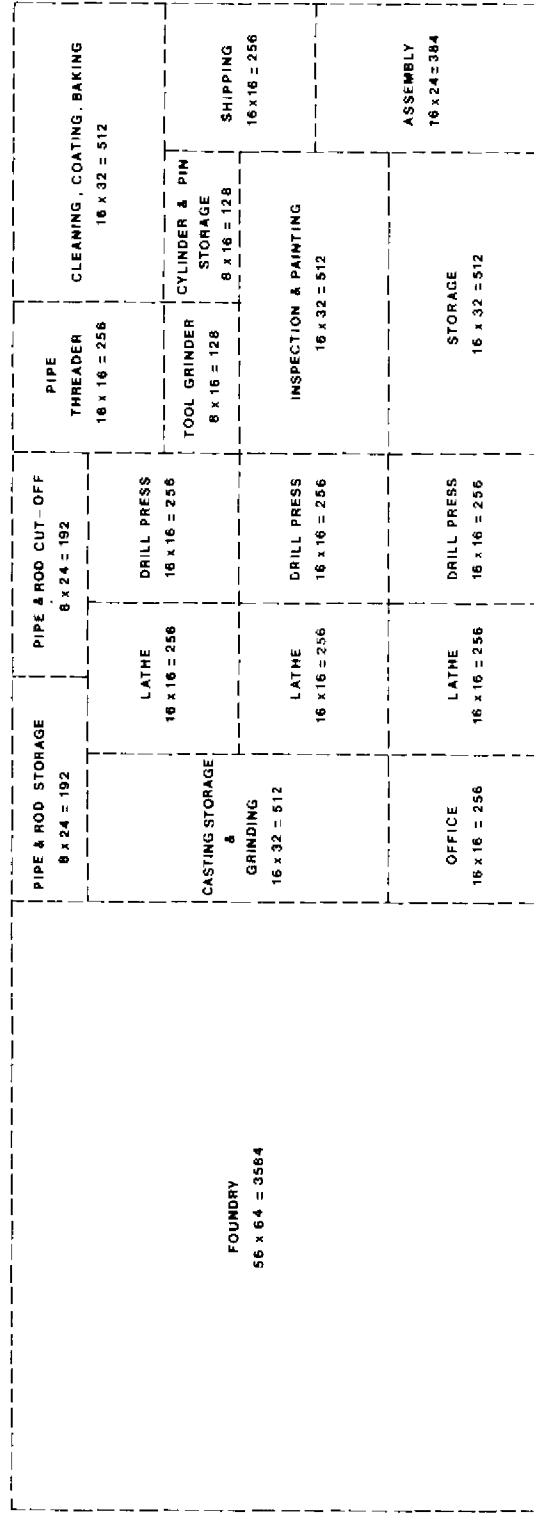 PIPE & ROD STORAGE
8 x 24 = 192
PIPE & ROD CUT-OFF
8 x 24 = 192
PIPE
THREADER
16 x 16 = 256
CLEANING, COATING, BAKING
16 x 32 = 512
LATHE
16 x 16 = 256
DRILL PRESS
16 x 16 = 256
TOOL GRINDER
8 x 16 = 128
CYLINDER & PIN
STORAGE
8 x 16 = 128
SHIPPING
16 x 16 = 256
FOUNDRY
56 x 64 = 3584
CASTING STORAGE
&
GRINDING
16 x 32 = 512
LATHE
16 x 16 = 256
DRILL PRESS
16 x 16 = 256
INSPECTION & PAINTING
16 x 32 = 512
OFFICE
16 x 16 = 256
LATHE
16 x 16 = 256
DRILL PRESS
16 x 16 = 256
STORAGE
16 x 32 = 512
ASSEMBLY
16 x 24 = 384